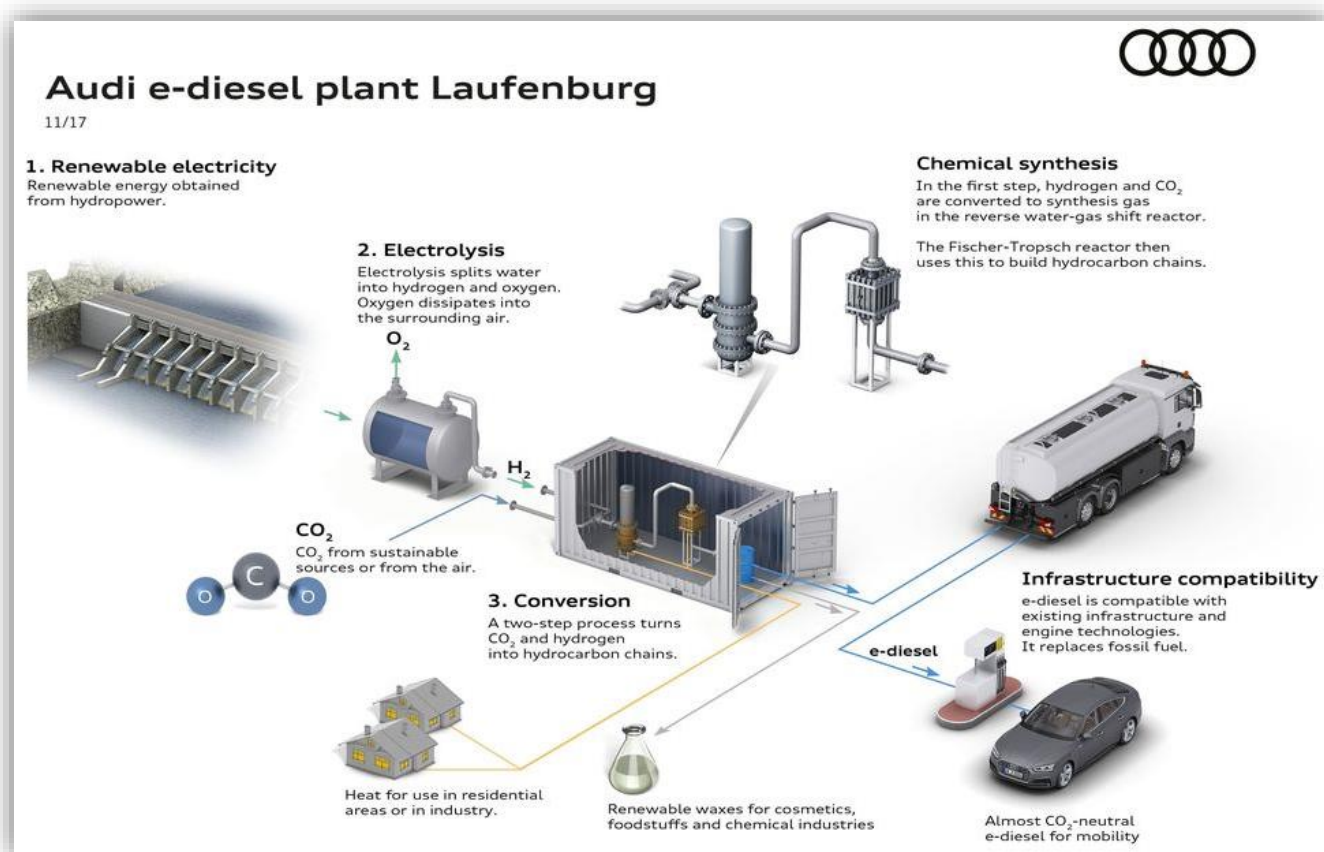 Audi e-diesel plant Laufenburg
11/17
1. Renewable electricity
Renewable energy obtained
from hydropower.
2. Electrolysis
Electrolysis splits water
into hydrogen and oxygen.
Oxygen dissipates into
the surrounding air.
O₂
H₂
CO₂
CO₂ from sustainable
sources or from the air.
O C O
3. Conversion
A two-step process turns
CO₂ and hydrogen
into hydrocarbon chains.
Chemical synthesis
In the first step, hydrogen and CO₂
are converted to synthesis gas
in the reverse water-gas shift reactor.
The Fischer-Tropsch reactor then
uses this to build hydrocarbon chains.
Infrastructure compatibility
e-diesel is compatible with
existing infrastructure and
engine technologies.
It replaces fossil fuel.
e-diesel
Heat for use in residential
areas or in industry.
Renewable waxes for cosmetics,
foodstuffs and chemical industries
Almost CO₂-neutral
e-diesel for mobility